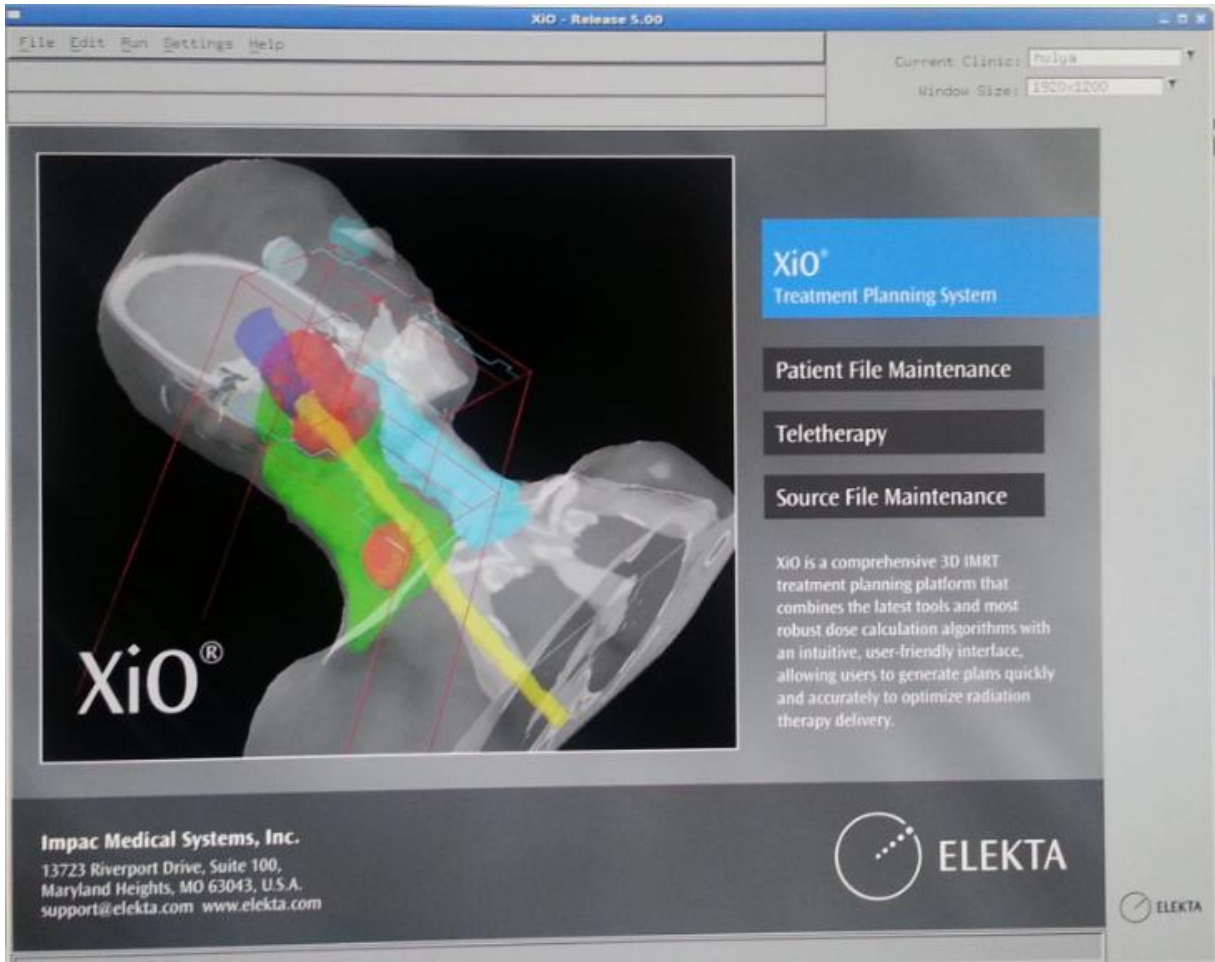 XiO - Release 5.00
File Edit Run Settings Help
Current Clinic: hulya
Window Size: 1920x1200
XiO®
Treatment Planning System
Patient File Maintenance
Teletherapy
Source File Maintenance
XiO is a comprehensive 3D IMRT
treatment planning platform that
combines the latest tools and most
robust dose calculation algorithms with
an intuitive, user-friendly interface,
allowing users to generate plans quickly
and accurately to optimize radiation
therapy delivery.
XiO®
Impac Medical Systems, Inc.
13723 Riverport Drive, Suite 100,
Maryland Heights, MO 63043, U.S.A.
support@elekta.com www.elekta.com
ELEKTA
ELEKTA